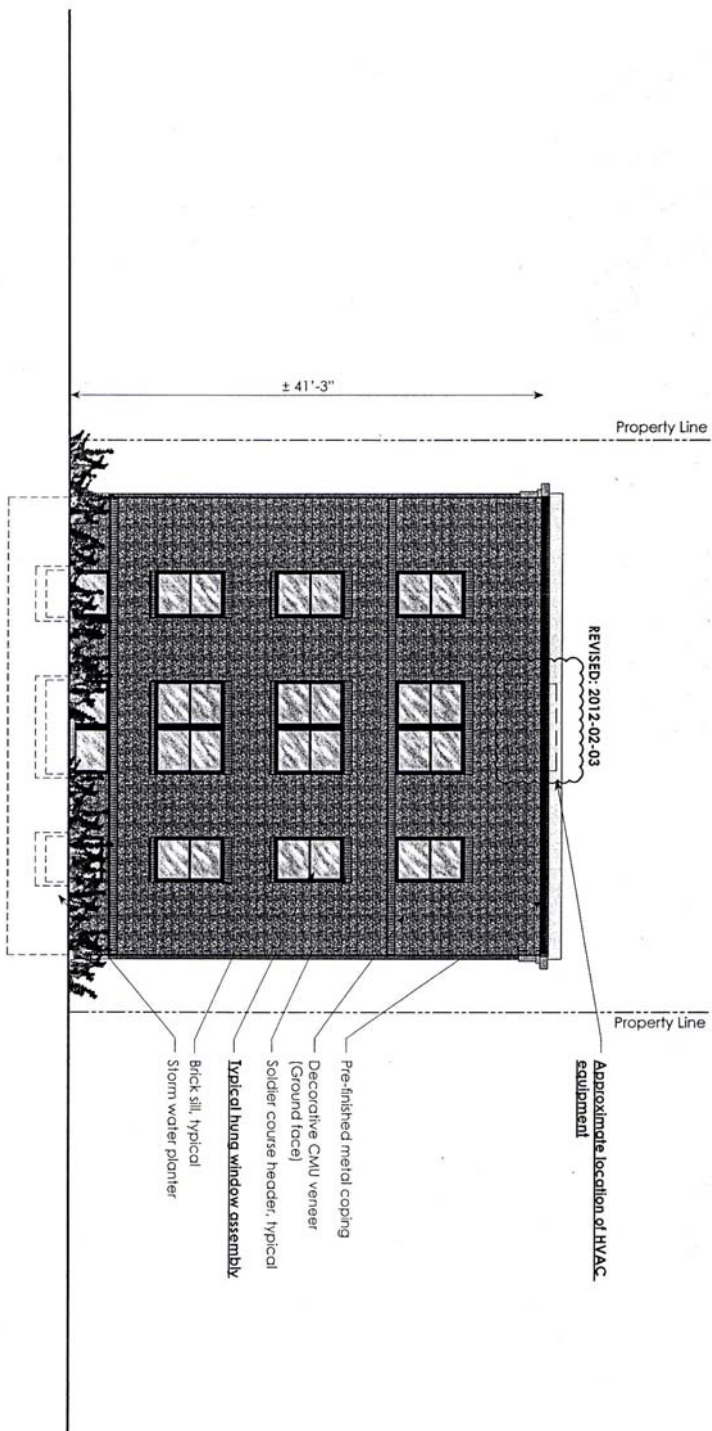 ± 41'-3"
Property Line
REVISED: 2012-02-03
Property Line
Approximate location of HVAC
equipment
Pre-finished metal coping
Decorative CMU veneer
(Ground face)
Soldier course header, typical
Typical hung window assembly
Brick sill, typical
Storm water planter